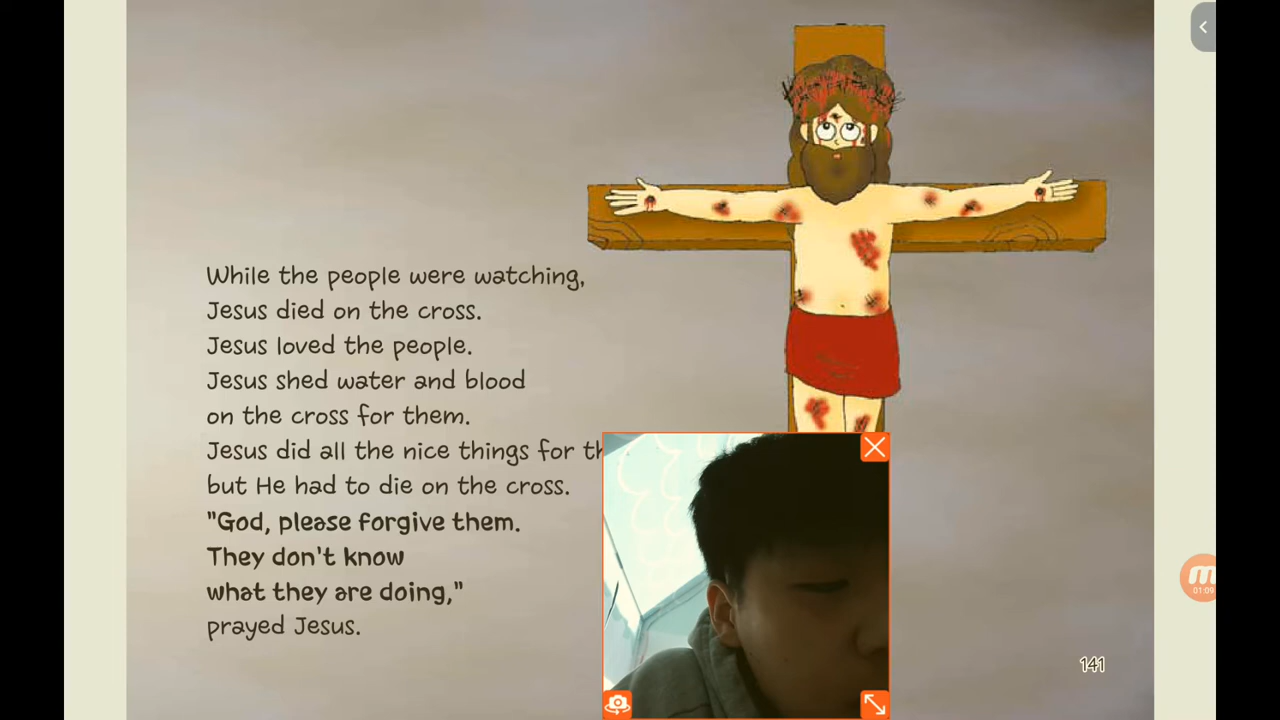 While the people were watching,
Jesus died on the cross.
Jesus loved the people.
Jesus shed water and blood
on the cross for them.
Jesus did all the nice things for
but He had to die on the cross.
"God, please forgive them.
They don't know
what they are doing,"
prayed Jesus.
141
01:09